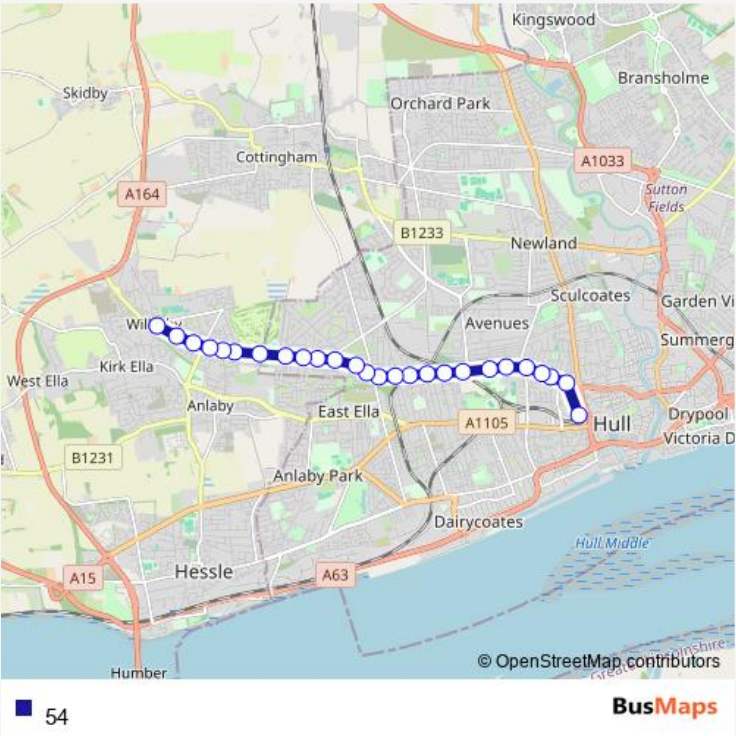 Kingswood
Bransholme
Skidby
Orchard Park
Cottingham
A1033
A164
Sutton
Fields
B1233
Newland
Sculcoates
Garden Vi
Avenues
Summerg
Kirk Ella
West Ella
Anlaby
East Ella
A1105
Hull
Drypool
Victoria D
B1231
Anlaby Park
Dairycoates
Hull Middle
Hessle
A15
A63
© OpenStreetMap contributors
Humber
54
BusMaps